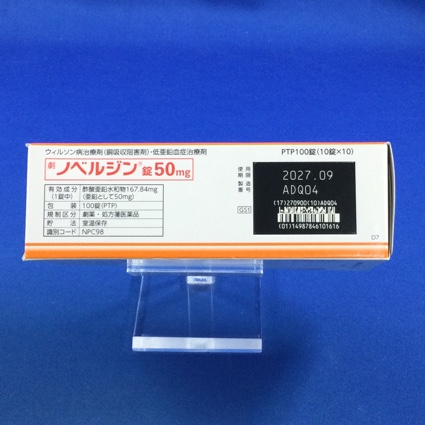 ウィルソン病治療剤(銅吸収阻害剤)・低亜鉛血症治療剤
PTP100錠(10錠×10)
劇 ノベルジン®錠50mg
有効成分(1錠中) 酢酸亜鉛水和物167.84mg(亜鉛として50mg)
包装 100錠(PTP)
規制区分 劇薬・処方箋医薬品
貯法 室温保存
識別コード NPC98
使用期限 2027.09
製造番号 ADQ04
(17)270900(10)ADQ04
GS1
(01)14987846101616
D7